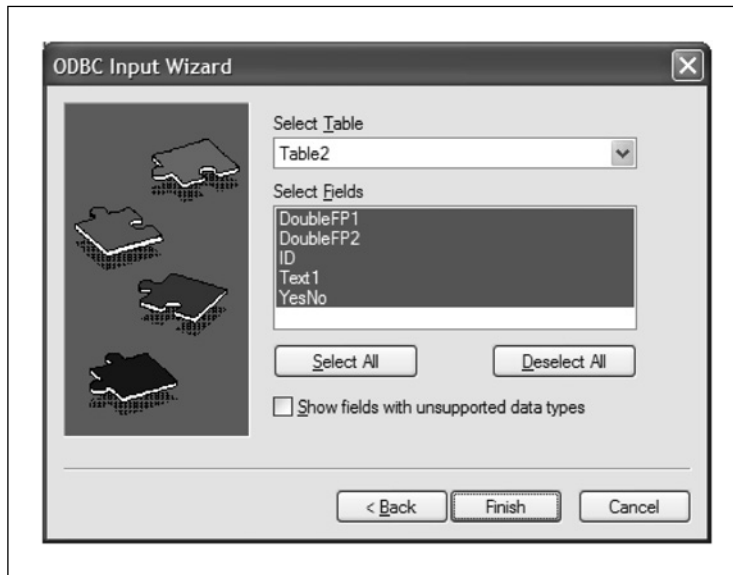 ODBC Input Wizard
Select Table
Table2
Select Fields
DoubleFP1
DoubleFP2
ID
Text1
YesNo
Select All
Deselect All
Show fields with unsupported data types
< Back
Finish
Cancel